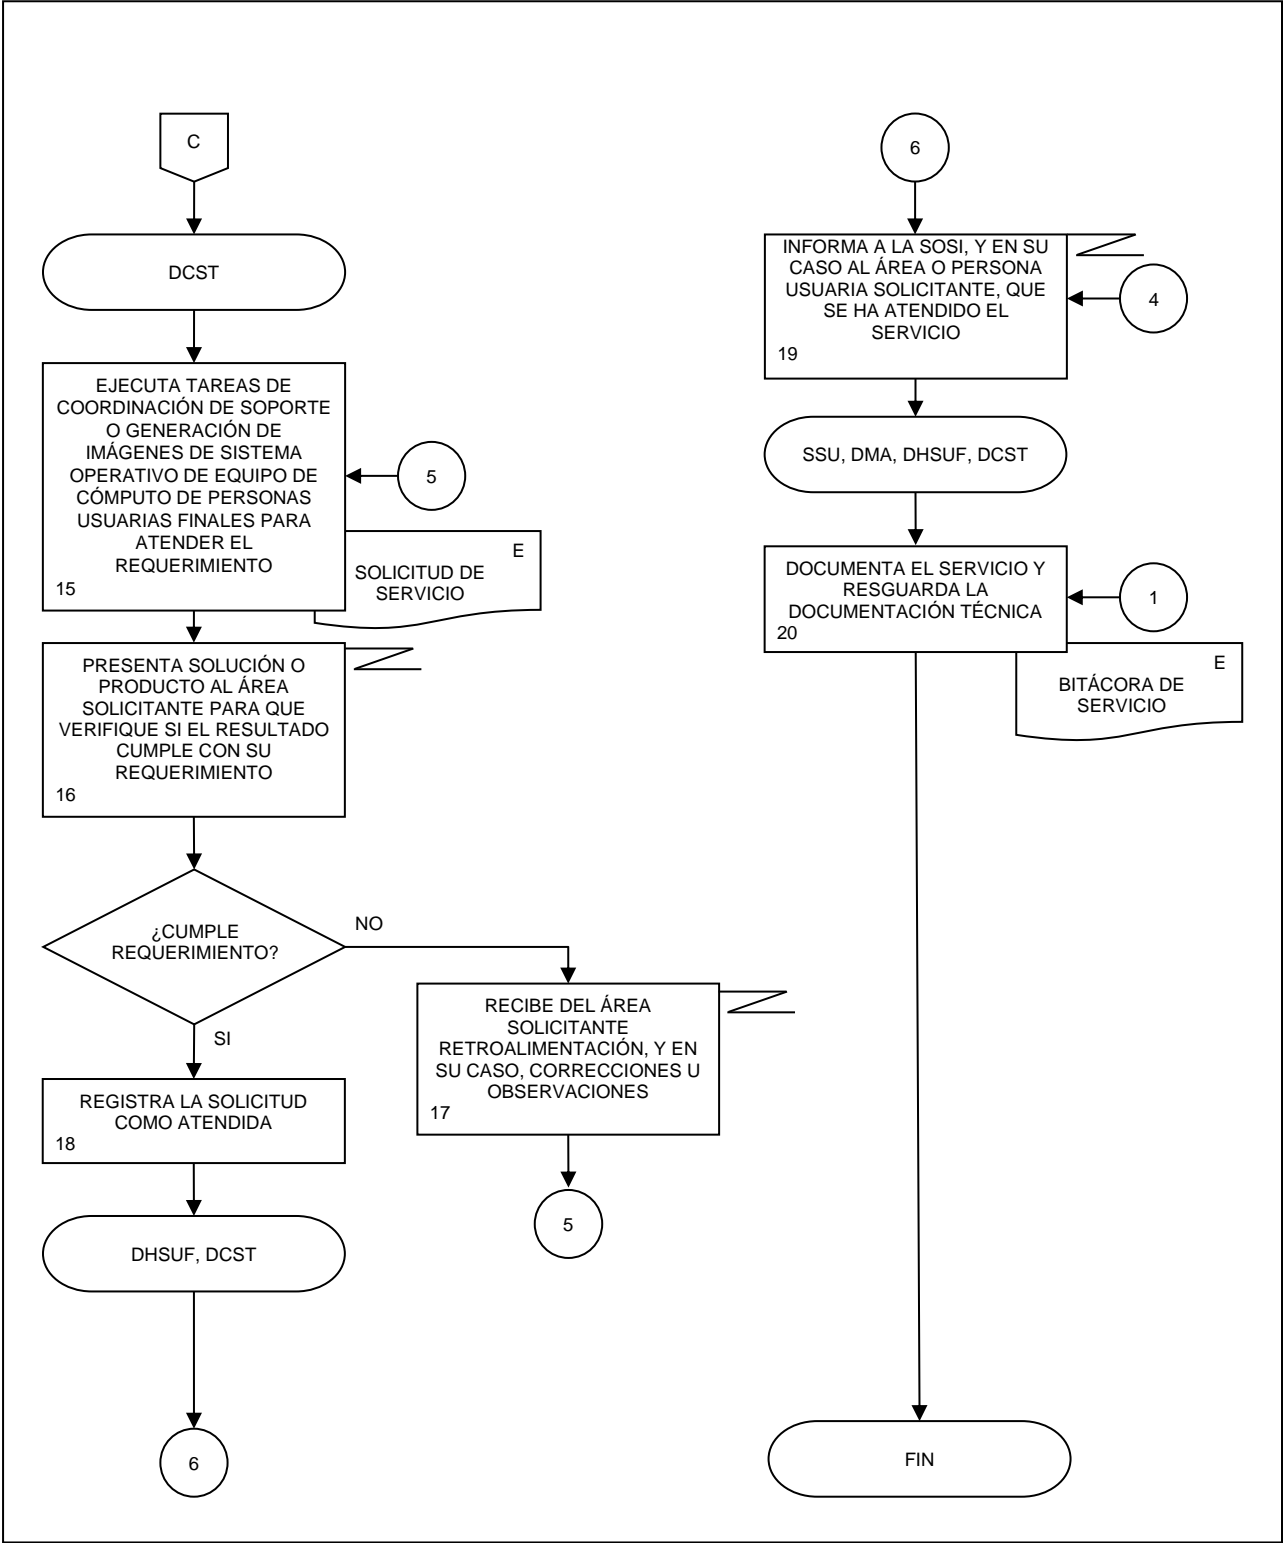 C
DCST
EJECUTA TAREAS DE
COORDINACIÓN DE SOPORTE
O GENERACIÓN DE
IMÁGENES DE SISTEMA
OPERATIVO DE EQUIPO DE
CÓMPUTO DE PERSONAS
USUARIAS FINALES PARA
ATENDER EL
REQUERIMIENTO
15
5
E
SOLICITUD DE
SERVICIO
PRESENTA SOLUCIÓN O
PRODUCTO AL ÁREA
SOLICITANTE PARA QUE
VERIFIQUE SI EL RESULTADO
CUMPLE CON SU
REQUERIMIENTO
16
¿CUMPLE
REQUERIMIENTO?
NO
SI
RECIBE DEL ÁREA
SOLICITANTE
RETROALIMENTACIÓN, Y EN
SU CASO, CORRECCIONES U
OBSERVACIONES
17
5
REGISTRA LA SOLICITUD
COMO ATENDIDA
18
DHSUF, DCST
6
6
INFORMA A LA SOSI, Y EN SU
CASO AL ÁREA O PERSONA
USUARIA SOLICITANTE, QUE
SE HA ATENDIDO EL
SERVICIO
19
4
SSU, DMA, DHSUF, DCST
DOCUMENTA EL SERVICIO Y
RESGUARDA LA
DOCUMENTACIÓN TÉCNICA
20
1
E
BITÁCORA DE
SERVICIO
FIN